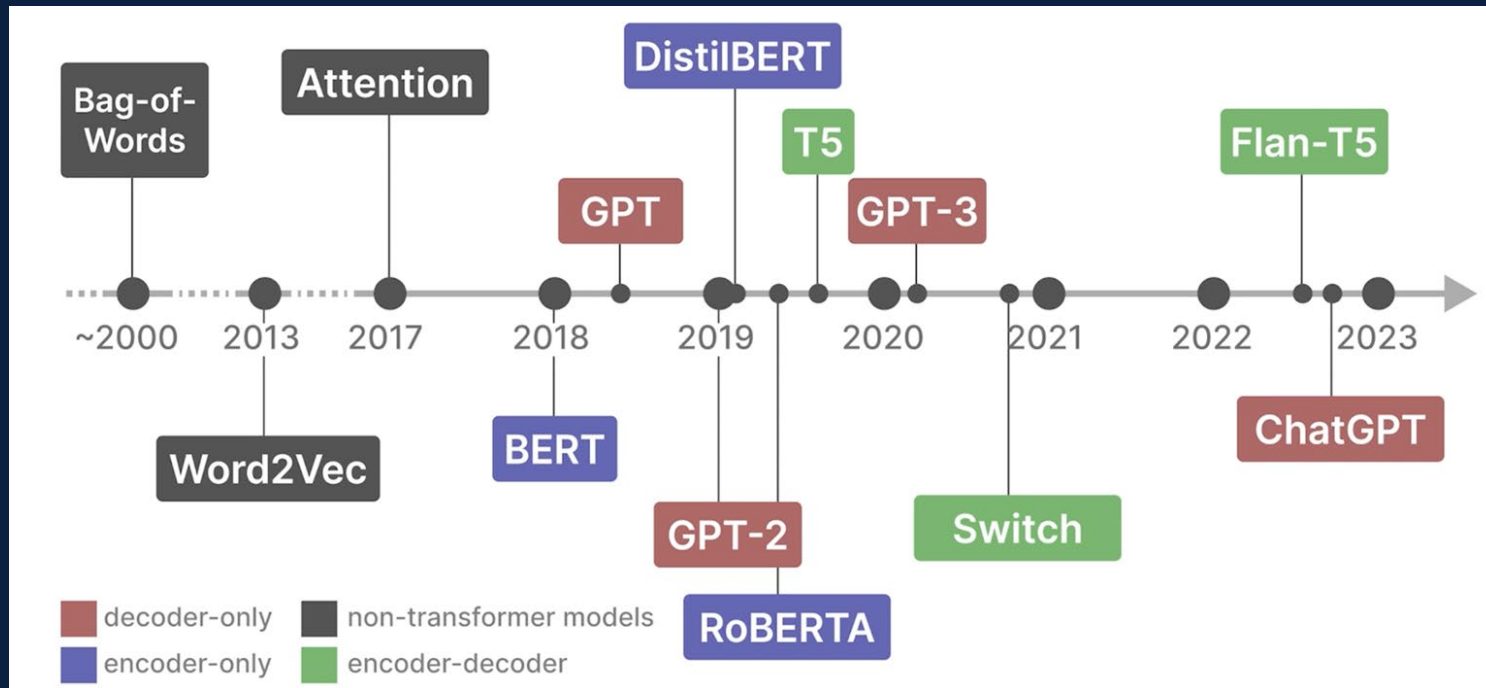 DistilBERT
Attention
Bag-of-
Words
T5
Flan-T5
GPT
GPT-3
~2000
2013
2017
2018
2019
2020
2021
2022
2023
ChatGPT
BERT
Word2Vec
GPT-2
Switch
RoBERTA
decoder-only
non-transformer models
encoder-only
encoder-decoder